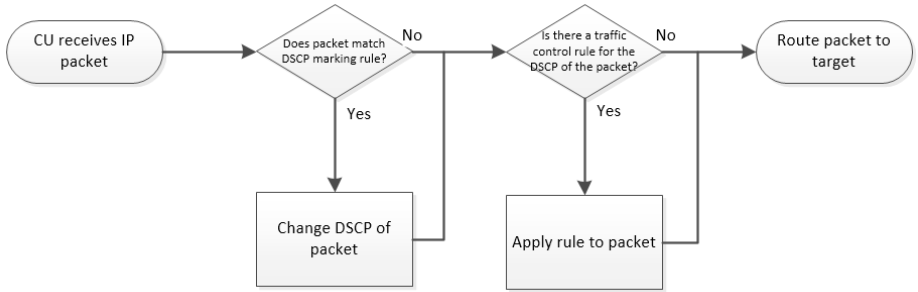 CU receives IP
packet
Does packet match
DSCP marking rule?
No
Yes
Change DSCP of
packet
Is there a traffic
control rule for the
DSCP of the packet?
No
Yes
Apply rule to packet
Route packet to
target